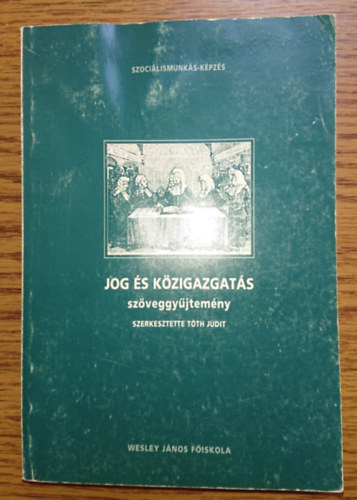 SZOCIÁLISMUNKÁS-KÉPZÉS
JOG ÉS KÖZIGAZGATÁS
szöveggyűjtemény
SZERKESZTETTE TÓTH JUDIT
WESLEY JÁNOS FŐISKOLA